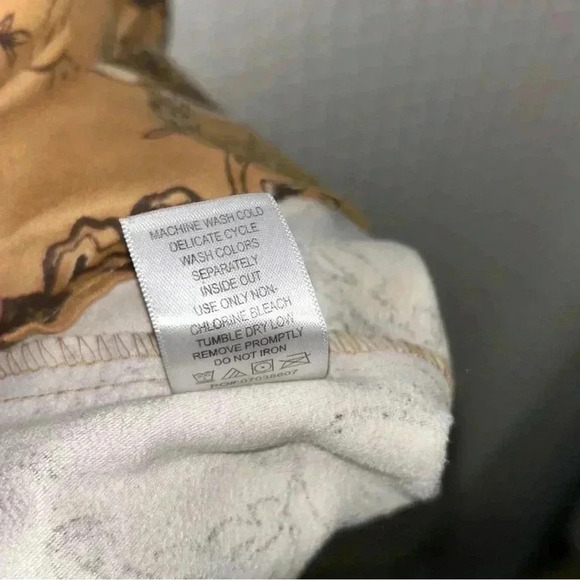 MACHINE WASH COLD
DELICATE CYCLE
WASH COLORS
SEPARATELY
INSIDE OUT
USE ONLY NON-
CHLORINE BLEACH
TUMBLE DRY LOW
REMOVE PROMPTLY
DO NOT IRON